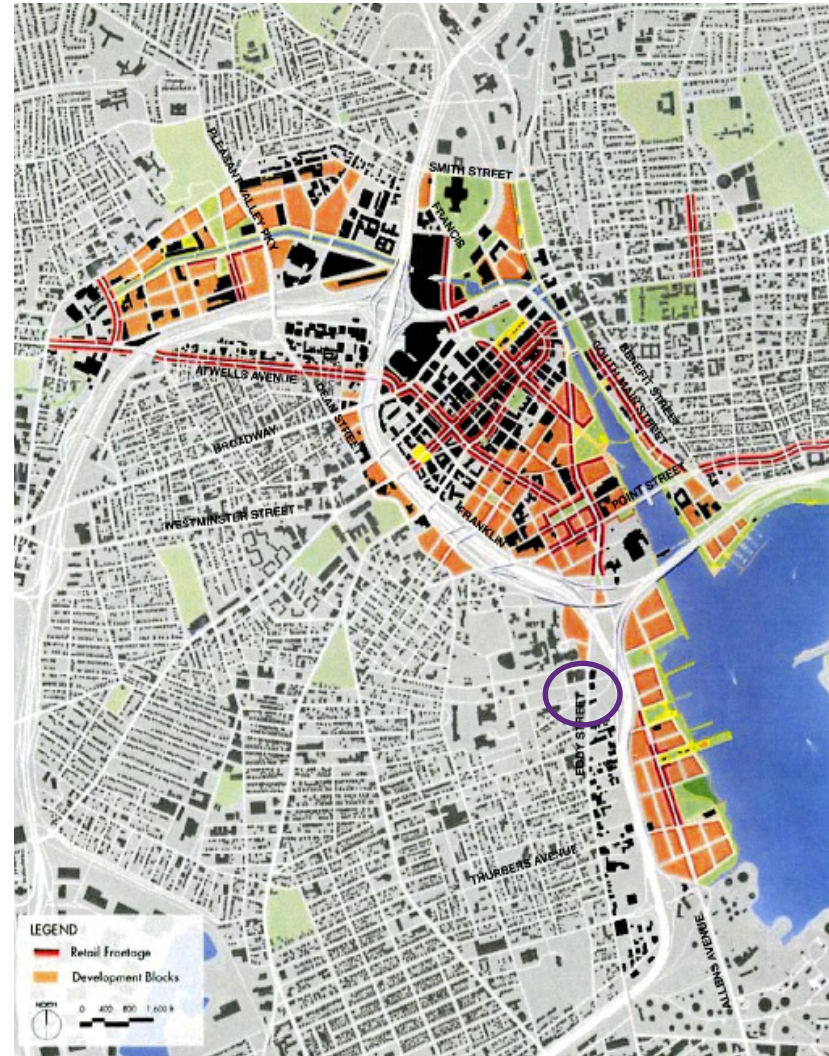 SMITH STREET
PLEASANT VALLEY PKY
FRANCIS
BENEFIT STREET
SOUTH MAIN STREET
ATWELLS AVENUE
DEAN STREET
BROADWAY
POINT STREET
WESTMINSTER STREET
FRANKLIN
EDDY STREET
THURBERS AVENUE
ALLENS AVENUE
LEGEND
Retail Frontage
Development Blocks
NORTH
0 400 800 1,600 ft